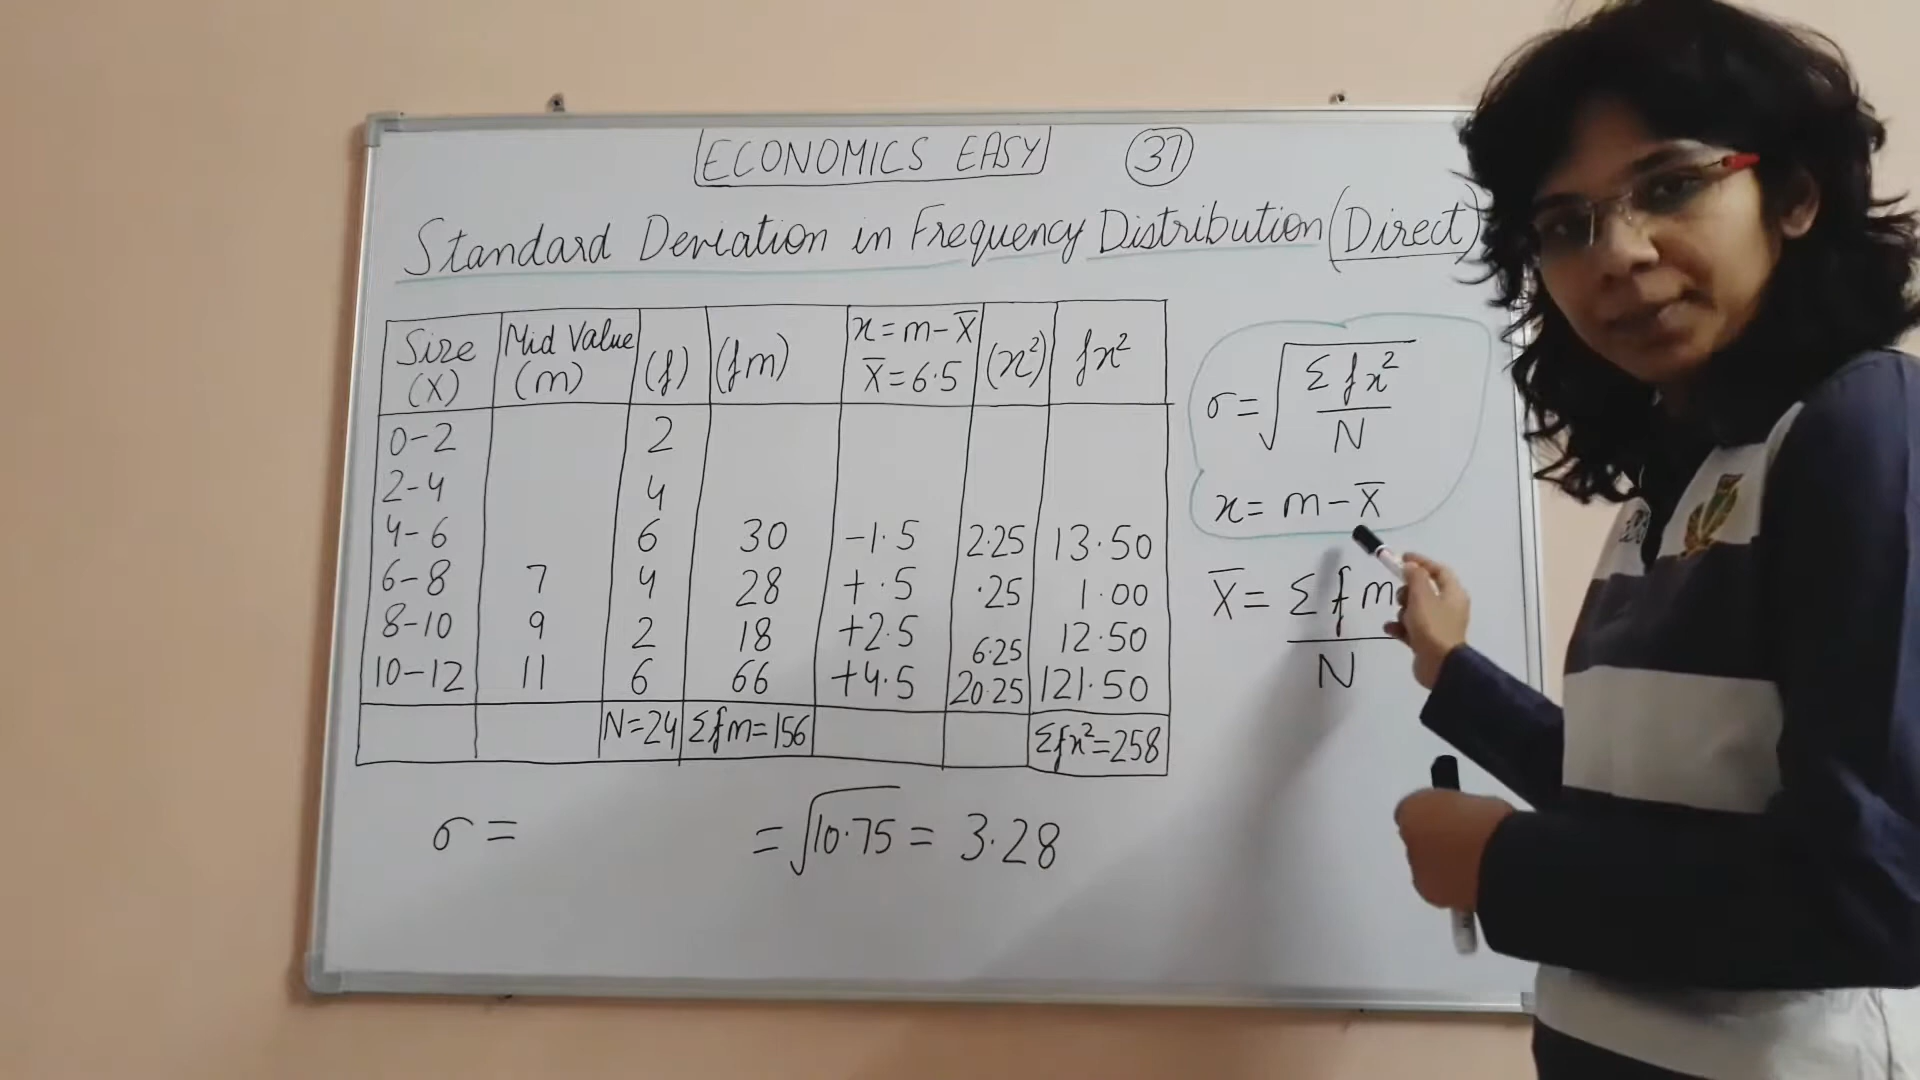 ECONOMICS EASY 37
Standard Deviation in Frequency Distribution (Direct)
Size (X) Mid Value (m) (f) (fm) x = m - X̄ X̄ = 6.5 (x²) fx²
0-2 2
2-4 4
4-6 6 30 -1.5 2.25 13.50
6-8 7 4 28 +.5 .25 1.00
8-10 9 2 18 +2.5 6.25 12.50
10-12 11 6 66 +4.5 20.25 121.50
N=24 Σfm=156 Σfx²=258
σ = = √10.75 = 3.28
σ = √Σfx²/N
x = m - X̄
X̄ = Σfm
N